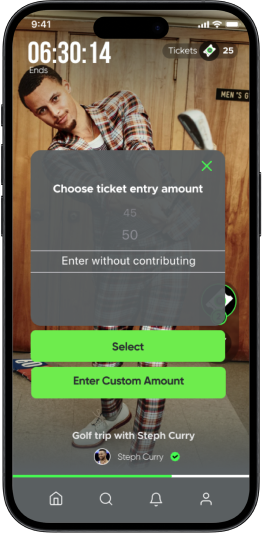 9:41
06:30:14
Ends
Tickets 25
MEN'S G
Choose ticket entry amount
45
50
Enter without contributing
Select
Enter Custom Amount
Golf trip with Steph Curry
Steph Curry